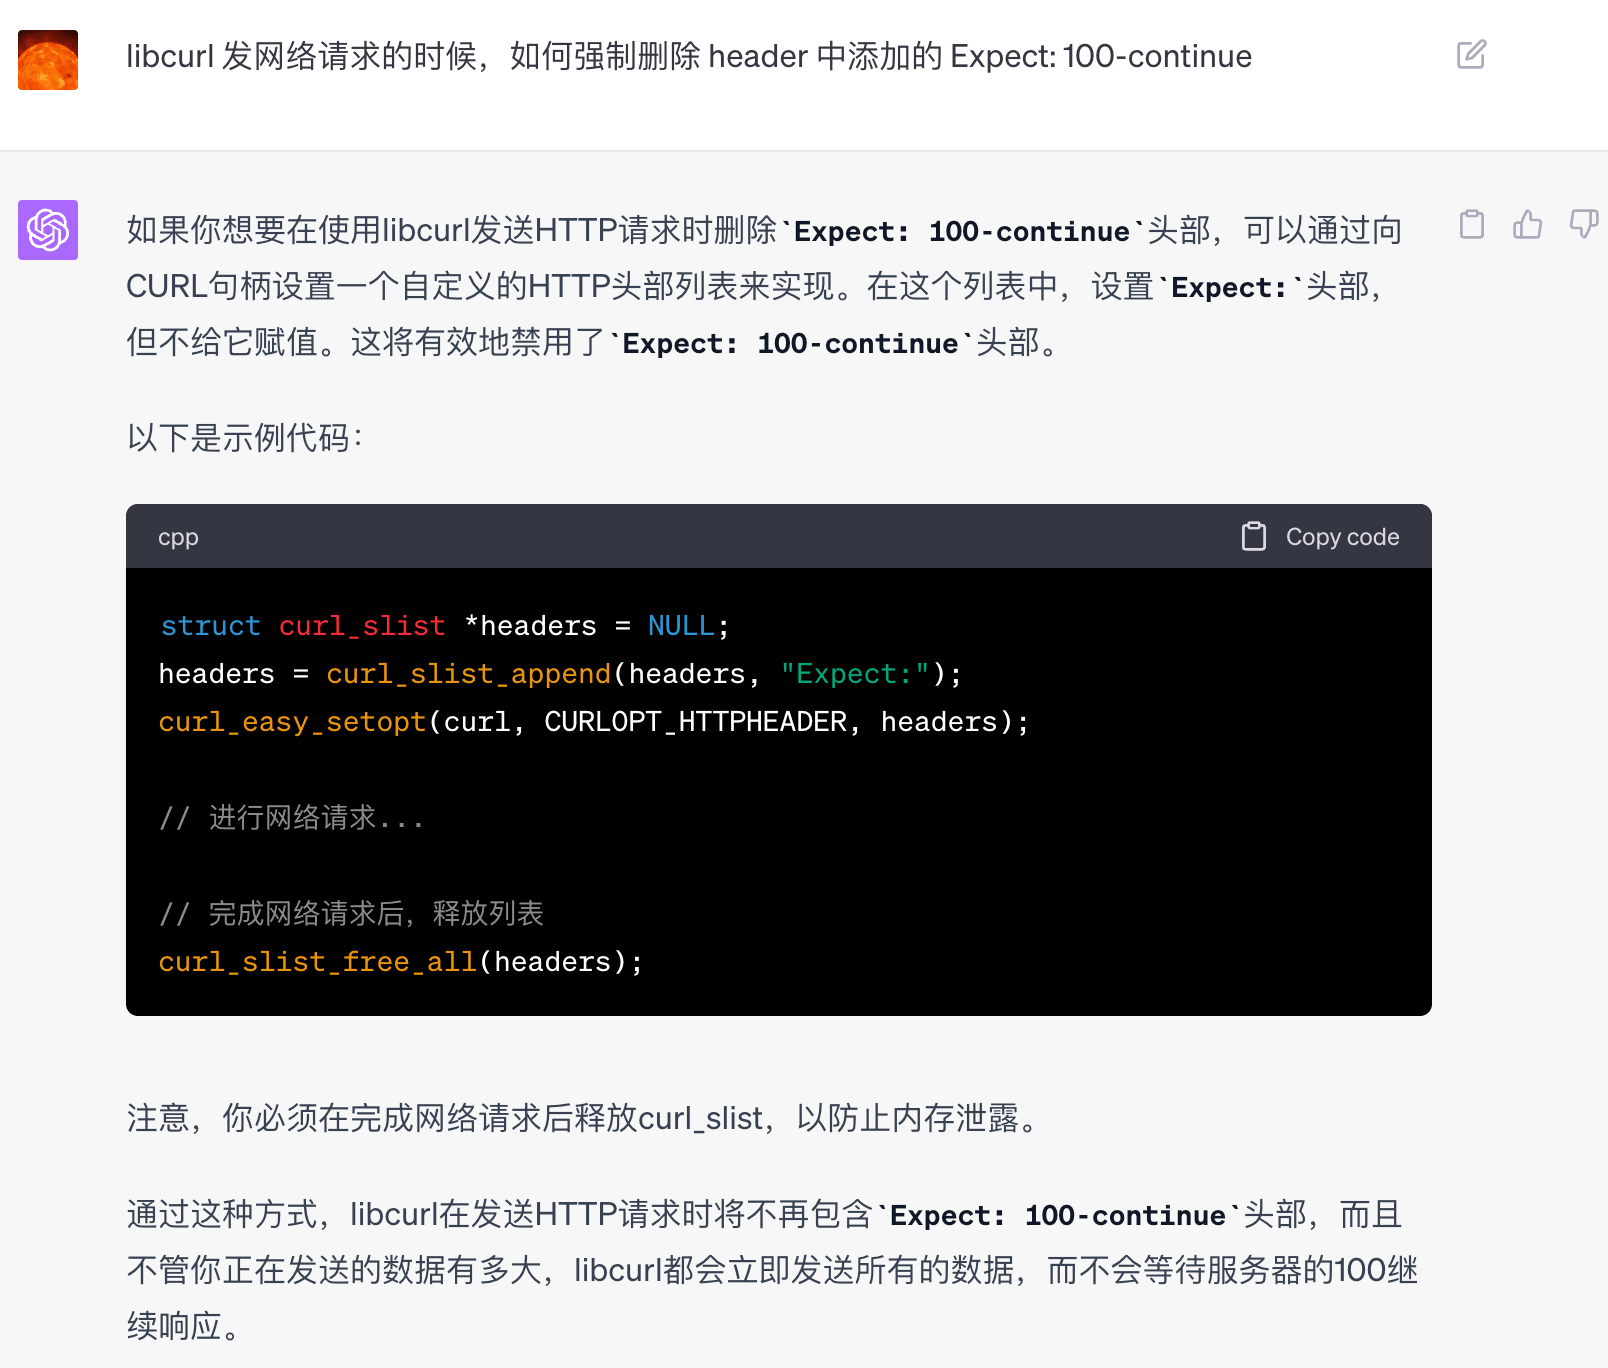 libcurl 发网络请求的时候，如何强制删除 header 中添加的 Expect: 100-continue
如果你想要在使用libcurl发送HTTP请求时删除`Expect: 100-continue`头部，可以通过向
CURL句柄设置一个自定义的HTTP头部列表来实现。在这个列表中，设置`Expect:`头部，
但不给它赋值。这将有效地禁用了`Expect: 100-continue`头部。
以下是示例代码：
cpp
Copy code
struct curl_slist *headers = NULL;
headers = curl_slist_append(headers, "Expect:");
curl_easy_setopt(curl, CURLOPT_HTTPHEADER, headers);
// 进行网络请求...
// 完成网络请求后，释放列表
curl_slist_free_all(headers);
注意，你必须在完成网络请求后释放curl_slist，以防止内存泄露。
通过这种方式，libcurl在发送HTTP请求时将不再包含`Expect: 100-continue`头部，而且
不管你正在发送的数据有多大，libcurl都会立即发送所有的数据，而不会等待服务器的100继
续响应。